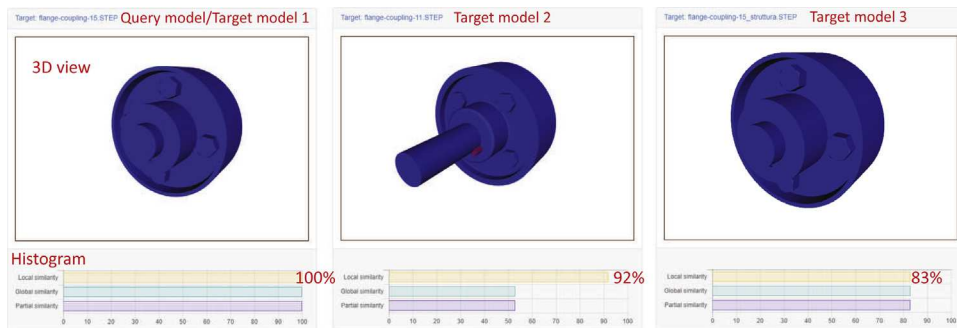 Target: flange-coupling-15.STEP Query model/Target model 1
3D view
Histogram
Local similarity 100%
Global similarity
Partial similarity
0 10 20 30 40 50 60 70 80 90 100
Target: flange-coupling-11.STEP Target model 2
Local similarity 92%
Global similarity
Partial similarity
0 10 20 30 40 50 60 70 80 90 100
Target: flange-coupling-15_struttura.STEP Target model 3
Local similarity 83%
Global similarity
Partial similarity
0 10 20 30 40 50 60 70 80 90 100